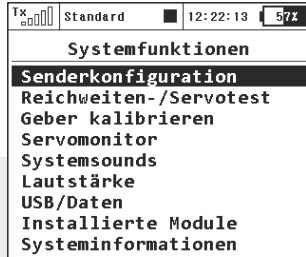 Tx Standard 12:22:13 57%
Systemfunktionen
Senderkonfiguration
Reichweiten-/Servotest
Geber kalibrieren
Servomonitor
Systemsounds
Lautstärke
USB/Daten
Installierte Module
Systeminformationen